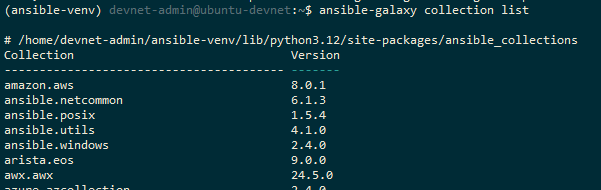 (ansible-venv) devnet-admin@ubuntu-devnet:~$ ansible-galaxy collection list
# /home/devnet-admin/ansible-venv/lib/python3.12/site-packages/ansible_collections
Collection Version
---------------------------------------- -------
amazon.aws 8.0.1
ansible.netcommon 6.1.3
ansible.posix 1.5.4
ansible.utils 4.1.0
ansible.windows 2.4.0
arista.eos 9.0.0
awx.awx 24.5.0
azure.azcollection 2.4.0